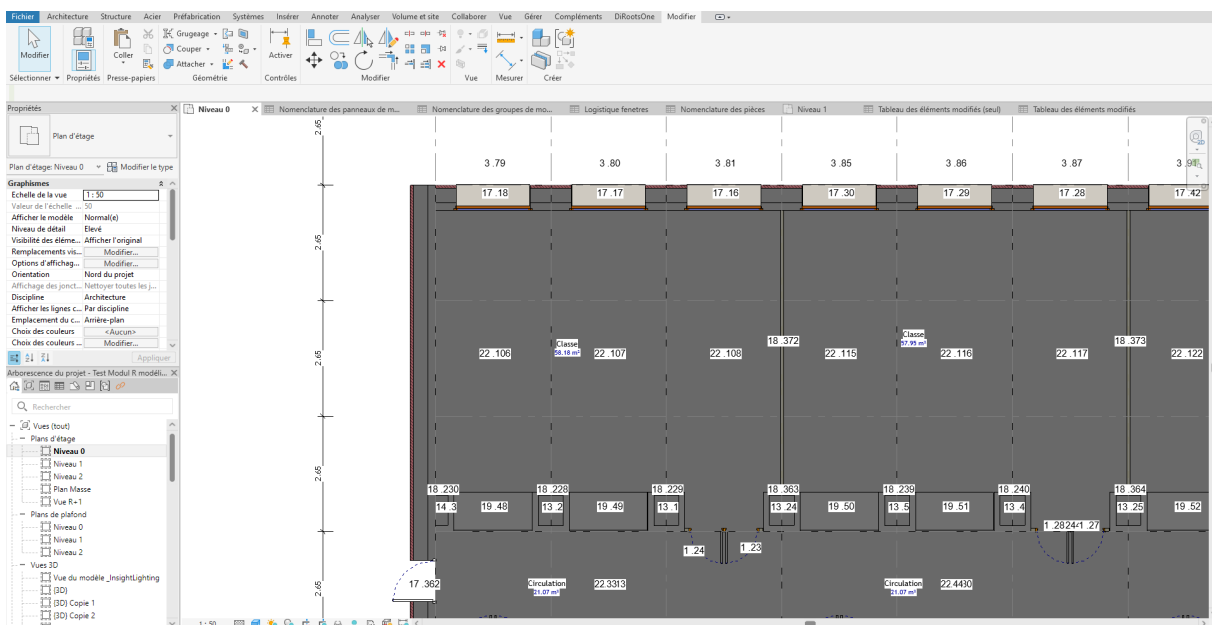 Fichier Architecture Structure Acier Préfabrication Systèmes Insérer Annoter Analyser Volume et site Collaborer Vue Gérer Compléments DiRootsOne Modifier
Modifier
Coller
Grugeage
Couper
Attacher
Activer
Sélectionner Propriétés Presse-papiers Géométrie Contrôles Modifier Vue Mesurer Créer
Propriétés
Niveau 0 Nomenclature des panneaux de m... Nomenclature des groupes de mo... Logistique fenetres Nomenclature des pièces Niveau 1 Tableau des éléments modifiés (seul) Tableau des éléments modifiés
Plan d'étage
Plan d'étage: Niveau 0 Modifier le type
Graphismes
Echelle de la vue 1 : 50
Valeur de l'échelle ... 50
Afficher le modèle Normal(e)
Niveau de détail Elevé
Visibilité des éléme... Afficher l'original
Remplacements vis... Modifier...
Options d'affichag... Modifier...
Orientation Nord du projet
Affichage des jonct... Nettoyer toutes les j...
Discipline Architecture
Afficher les lignes c... Par discipline
Emplacement du c... Arrière-plan
Choix des couleurs <Aucun>
Choix des couleurs ... Modifier...
Appliquer
Arborescence du projet - Test Modul R modéli...
Rechercher
Vues (tout)
Plans d'étage
Niveau 0
Niveau 1
Niveau 2
Plan Masse
Vue R+1
Plans de plafond
Niveau 0
Niveau 1
Niveau 2
Vues 3D
Vue du modèle _InsightLighting
{3D}
{3D} Copie 1
{3D} Copie 2
2.65
3 .79 3 .80 3 .81 3 .85 3 .86 3 .87
17 .18 17 .17 17 .16 17 .30 17 .29 17 .28 17 .42
2.65
18 .372 18 .373
Classe Classe
58.18 m² 57.95 m²
2.65
22 .106 22 .107 22 .108 22 .115 22 .116 22 .117 22 .122
2.65
18 .230 18 .228 18 .229 18 .363 18 .239 18 .240 18 .364
14 .3 19 .48 13 .2 19 .49 13 .1 13 .24 19 .50 13 .5 19 .51 13 .4 13 .25 19 .52
1 .24 1 .23
2.65
17 .362
Circulation 22.3313 Circulation
21.07 m² 21.07 m²
1 : 50